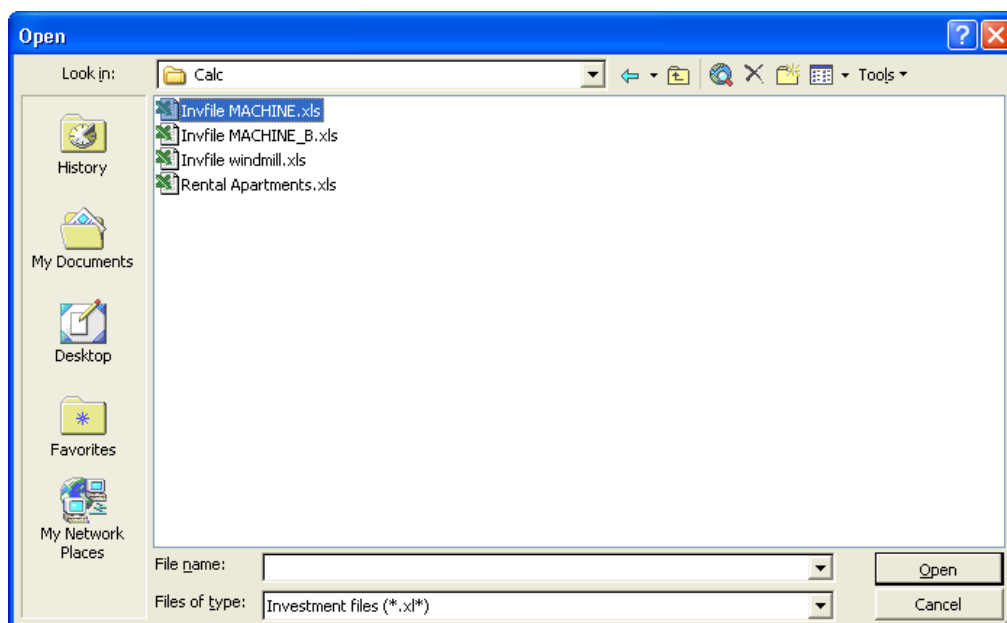 Open
Look in:
Calc
Tools
Invfile MACHINE.xls
Invfile MACHINE_B.xls
Invfile windmill.xls
Rental Apartments.xls
History
My Documents
Desktop
Favorites
My Network
Places
File name:
Open
Files of type:
Investment files (*.xl*)
Cancel